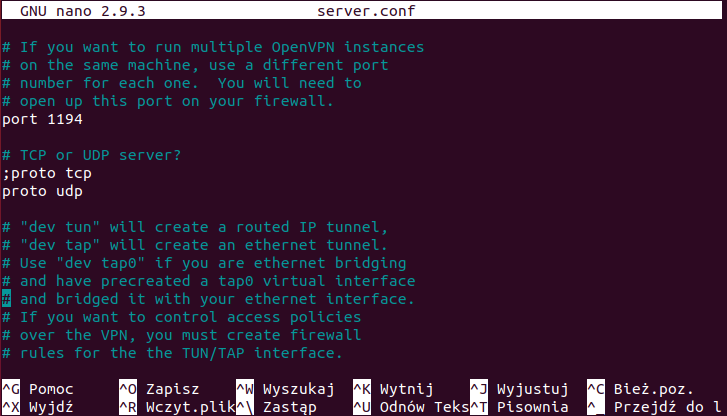 GNU nano 2.9.3 server.conf
# If you want to run multiple OpenVPN instances
# on the same machine, use a different port
# number for each one.  You will need to
# open up this port on your firewall.
port 1194
# TCP or UDP server?
;proto tcp
proto udp
# "dev tun" will create a routed IP tunnel,
# "dev tap" will create an ethernet tunnel.
# Use "dev tap0" if you are ethernet bridging
# and have precreated a tap0 virtual interface
# and bridged it with your ethernet interface.
# If you want to control access policies
# over the VPN, you must create firewall
# rules for the the TUN/TAP interface.
^G Pomoc ^O Zapisz ^W Wyszukaj ^K Wytnij ^J Wyjustuj ^C Bież.poz.
^X Wyjdź ^R Wczyt.plik ^\ Zastąp ^U Odnów Teks ^T Pisownia ^_ Przejdź do l